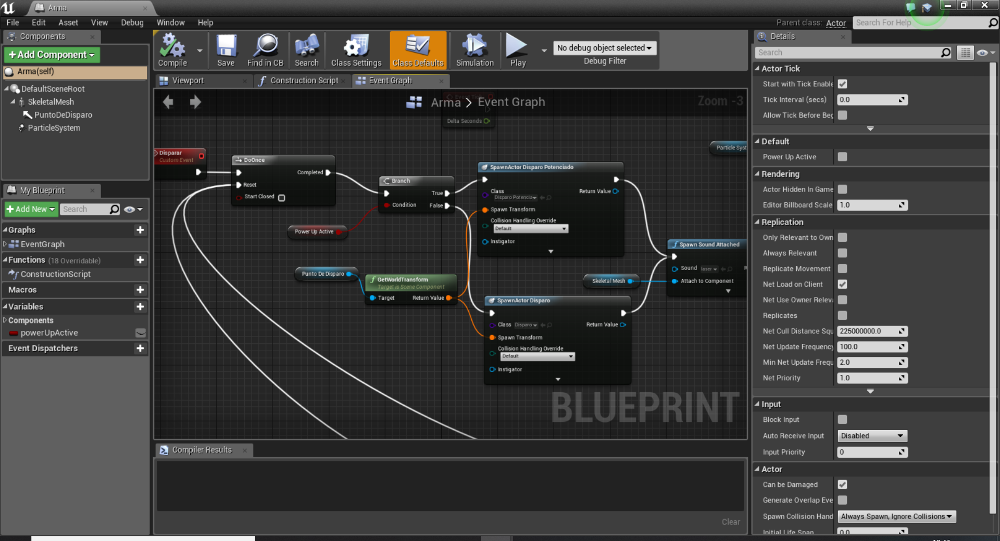 Arma
File Edit Asset View Debug Window Help
Parent class: Actor
Search For Help
Components
+Add Component
Arma(self)
DefaultSceneRoot
SkeletalMesh
PuntoDeDisparo
ParticleSystem
My Blueprint
+Add New
Search
Graphs
EventGraph
Functions (18 Overridable)
ConstructionScript
Macros
Variables
Components
powerUpActive
Event Dispatchers
Compile
Save
Find in CB
Search
Class Settings
Class Defaults
Simulation
Play
No debug object selected
Debug Filter
Viewport
Construction Script
Event Graph
Arma > Event Graph
Zoom -3
Event Tick
Delta Seconds
Disparar
Custom Event
DoOnce
Completed
Reset
Start Closed
Branch
True
Condition
False
Power Up Active
Punto De Disparo
GetWorldTransform
Target is Scene Component
Target
Return Value
SpawnActor Disparo Potenciado
Class
Return Value
Disparo Potencia
Spawn Transform
Collision Handling Override
Default
Instigator
Particle Syst
Spawn Sound Attached
Sound laser
R
Attach to Component
Skeletal Mesh
SpawnActor Disparo
Class Disparo
Return Value
Spawn Transform
Collision Handling Override
Default
Instigator
BLUEPRINT
Compiler Results
Clear
Details
Search
Actor Tick
Start with Tick Enable
Tick Interval (secs) 0.0
Allow Tick Before Beg
Default
Power Up Active
Rendering
Actor Hidden In Game
Editor Billboard Scale 1.0
Replication
Only Relevant to Own
Always Relevant
Replicate Movement
Net Load on Client
Net Use Owner Releva
Replicates
Net Cull Distance Squ 225000000.0
Net Update Frequency 100.0
Min Net Update Frequ 2.0
Net Priority 1.0
Input
Block Input
Auto Receive Input Disabled
Input Priority 0
Actor
Can be Damaged
Generate Overlap Eve
Spawn Collision Hand Always Spawn, Ignore Collisions
Initial Life Span 0.0